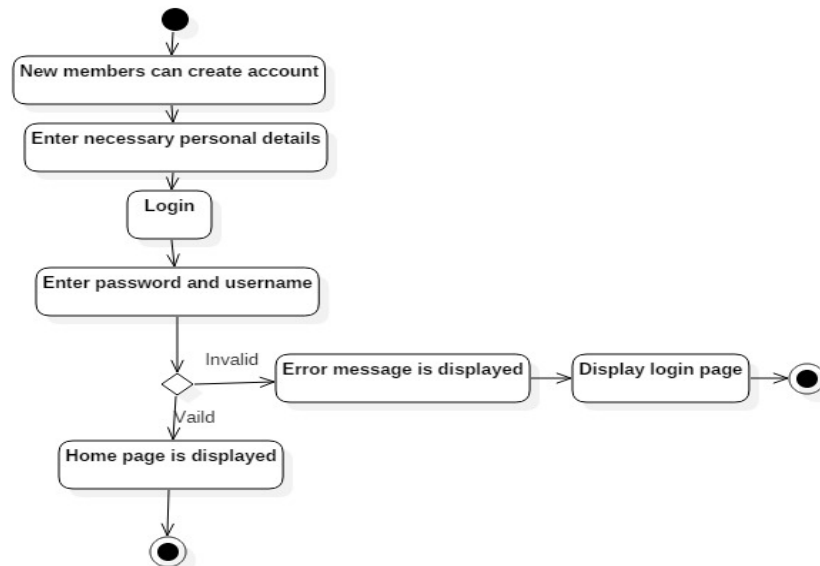 New members can create account
Enter necessary personal details
Login
Enter password and username
Invalid
Error message is displayed
Display login page
Vaild
Home page is displayed